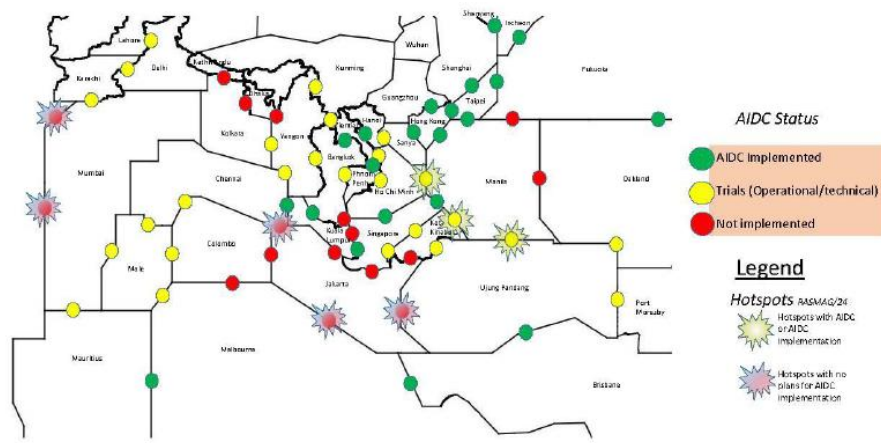 Shenyang
Incheon
Lahore
Wuhan
Kathmandu
Delhi
Kunming
Shanghai
Fukuoka
Karachi
Dhaka
Guangzhou
Taipei
Hanoi
Hong Kong
Kolkata
Sanya
Yangon
Bangkok
Mumbai
Phnom
Penh
Ho Chi Minh
Manila
Oakland
Chennai
Colombo
Kuala
Lumpur
Singapore
Kota
Kinabalu
Male
Jakarta
Ujung Pandang
Port
Moresby
Mauritius
Melbourne
Brisbane
AIDC Status
AIDC Implemented
Trials (Operational/technical)
Not implemented
Legend
Hotspots RASMAG/24
Hotspots with AIDC
or AIDC
implementation
Hotspots with no
plans for AIDC
implementation